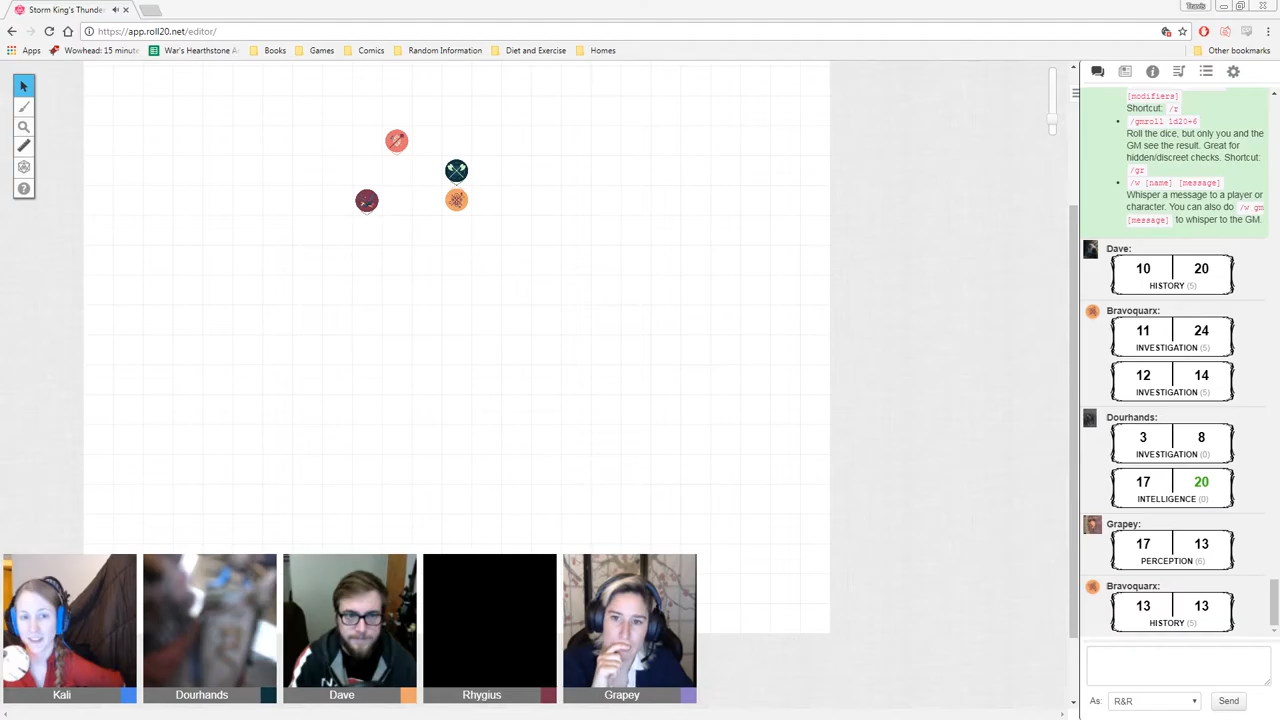 Storm King's Thunder
Travis
https://app.roll20.net/editor/
Apps
Wowhead: 15 minute
War's Hearthstone A
Books
Games
Comics
Random Information
Diet and Exercise
Homes
Other bookmarks
[modifiers]
Shortcut: /r
/gmroll 1d20+6
Roll the dice, but only you and the GM see the result. Great for hidden/discreet checks. Shortcut:
/gr
/w [name] [message]
Whisper a message to a player or character. You can also do /w gm [message] to whisper to the GM.
Dave:
10 20
HISTORY (5)
Bravoquarx:
11 24
INVESTIGATION (5)
12 14
INVESTIGATION (5)
Dourhands:
3 8
INVESTIGATION (0)
17 20
INTELLIGENCE (0)
Grapey:
17 13
PERCEPTION (6)
Bravoquarx:
13 13
HISTORY (5)
Kali
Dourhands
Dave
Rhygius
Grapey
As: R&R
Send